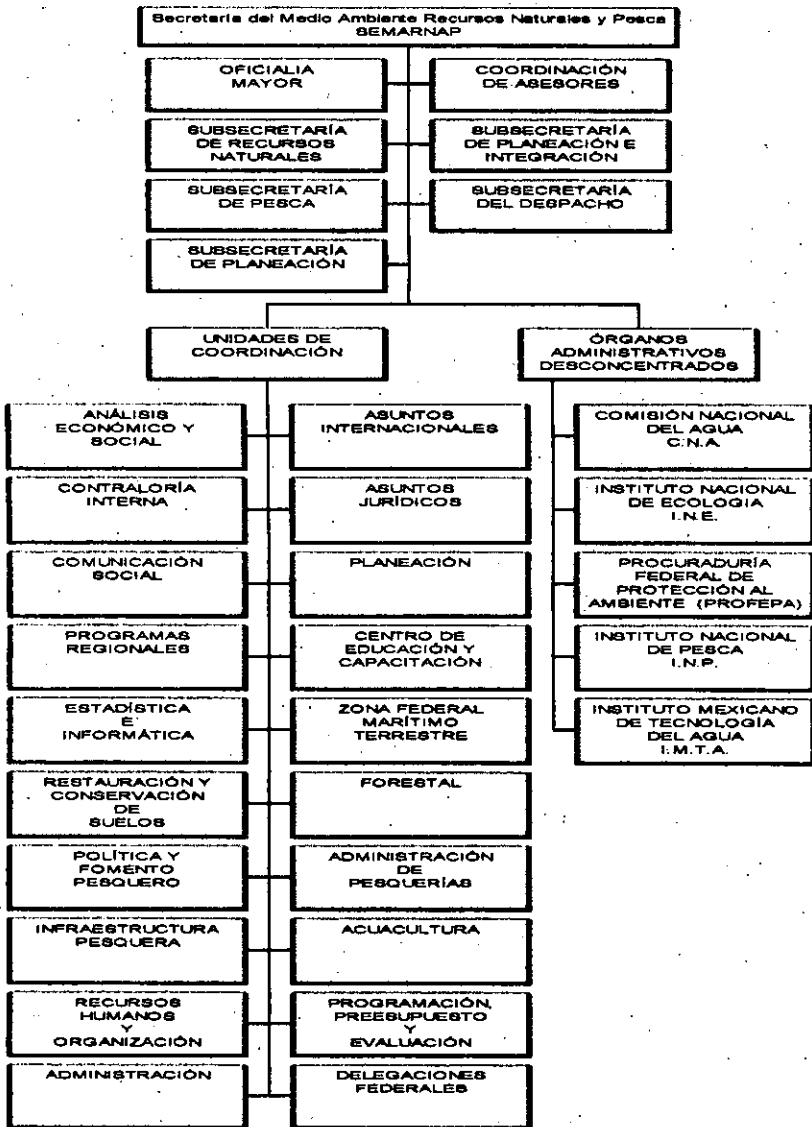 Secretaría del Medio Ambiente Recursos Naturales y Pesca
SEMARNAP
OFICIALIA
MAYOR
COORDINACIÓN
DE ASESORES
SUBSECRETARÍA
DE RECURSOS
NATURALES
SUBSECRETARÍA
DE PLANEACIÓN E
INTEGRACIÓN
SUBSECRETARÍA
DE PESCA
SUBSECRETARÍA
DEL DESPACHO
SUBSECRETARÍA
DE PLANEACIÓN
UNIDADES DE
COORDINACIÓN
ÓRGANOS
ADMINISTRATIVOS
DESCONCENTRADOS
ANÁLISIS
ECONÓMICO Y
SOCIAL
ASUNTOS
INTERNACIONALES
COMISIÓN NACIONAL
DEL AGUA
C.N.A.
CONTRALORÍA
INTERNA
ASUNTOS
JURÍDICOS
INSTITUTO NACIONAL
DE ECOLOGIA
I.N.E.
COMUNICACIÓN
SOCIAL
PLANEACIÓN
PROCURADURÍA
FEDERAL DE
PROTECCIÓN AL
AMBIENTE (PROFEPA)
PROGRAMAS
REGIONALES
CENTRO DE
EDUCACIÓN Y
CAPACITACIÓN
INSTITUTO NACIONAL
DE PESCA
I.N.P.
ESTADÍSTICA
E
INFORMÁTICA
ZONA FEDERAL
MARÍTIMO
TERRESTRE
INSTITUTO MEXICANO
DE TECNOLOGÍA
DEL AGUA
I.M.T.A.
RESTAURACIÓN Y
CONSERVACIÓN
DE
SUELOS
FORESTAL
POLÍTICA Y
FOMENTO
PESQUERO
ADMINISTRACIÓN
DE
PESQUERÍAS
INFRAESTRUCTURA
PESQUERA
ACUACULTURA
RECURSOS
HUMANOS
Y
ORGANIZACIÓN
PROGRAMACIÓN,
PREESUPUESTO
Y
EVALUACIÓN
ADMINISTRACIÓN
DELEGACIONES
FEDERALES